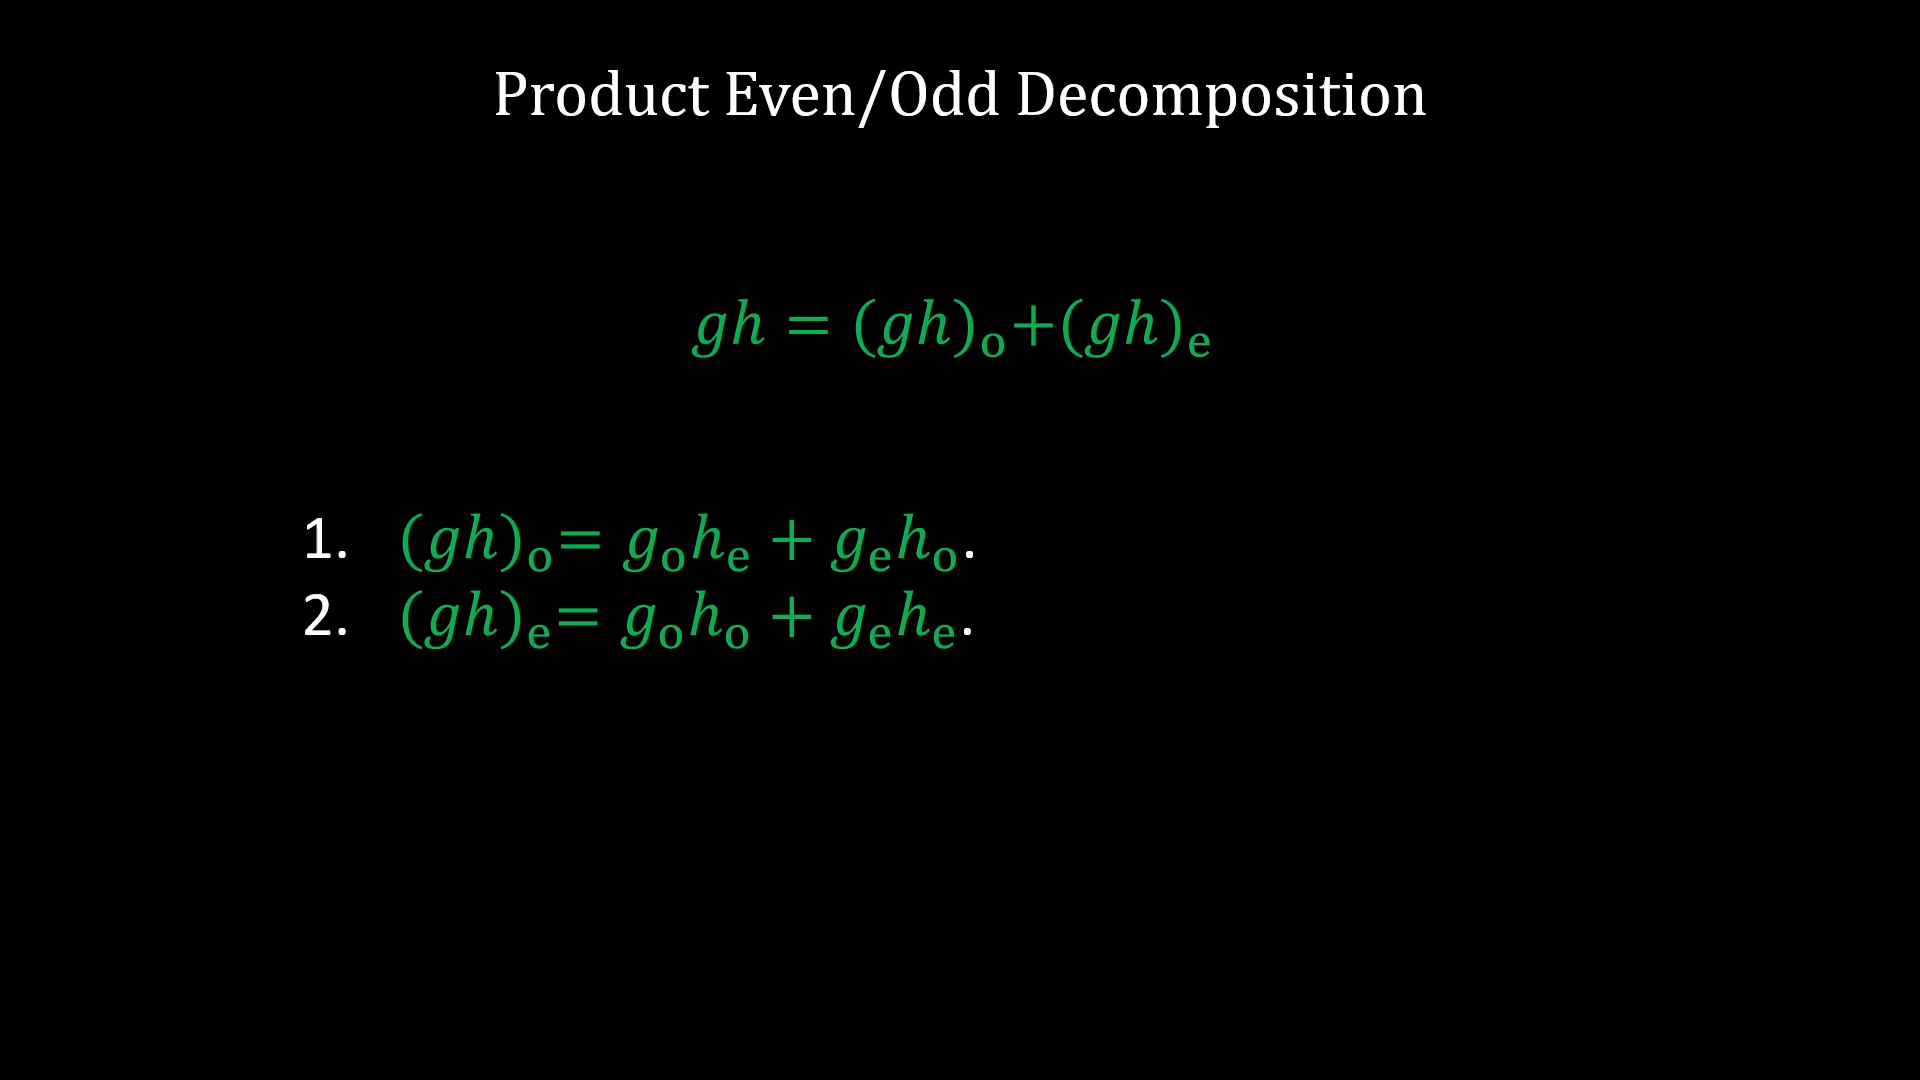 Product Even/Odd Decomposition
𝑔ℎ = (𝑔ℎ)ₒ+(𝑔ℎ)ₑ
1. (𝑔ℎ)ₒ= 𝑔ₒℎₑ + 𝑔ₑℎₒ.
2. (𝑔ℎ)ₑ= 𝑔ₒℎₒ + 𝑔ₑℎₑ.